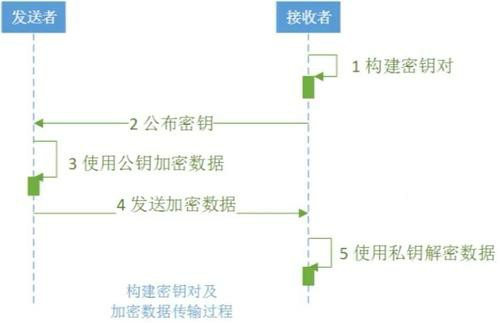 发送者
接收者
1 构建密钥对
2 公布密钥
3 使用公钥加密数据
4 发送加密数据
5 使用私钥解密数据
构建密钥对及
加密数据传输过程